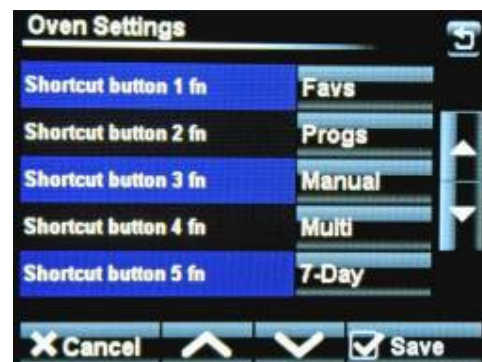 Oven Settings
Shortcut button 1 fn Favs
Shortcut button 2 fn Progs
Shortcut button 3 fn Manual
Shortcut button 4 fn Multi
Shortcut button 5 fn 7-Day
Cancel Save